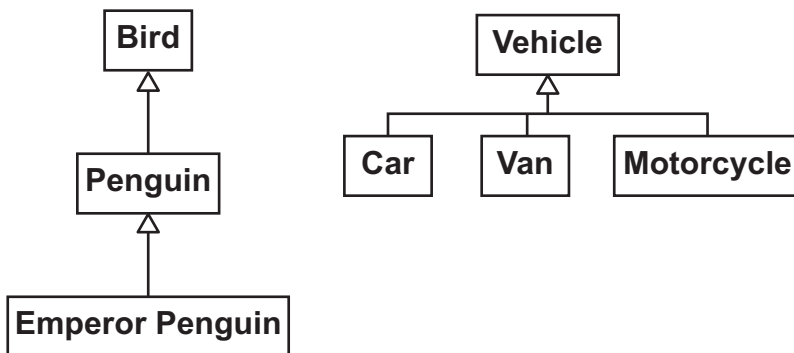 Bird
Penguin
Emperor Penguin
Vehicle
Car
Van
Motorcycle